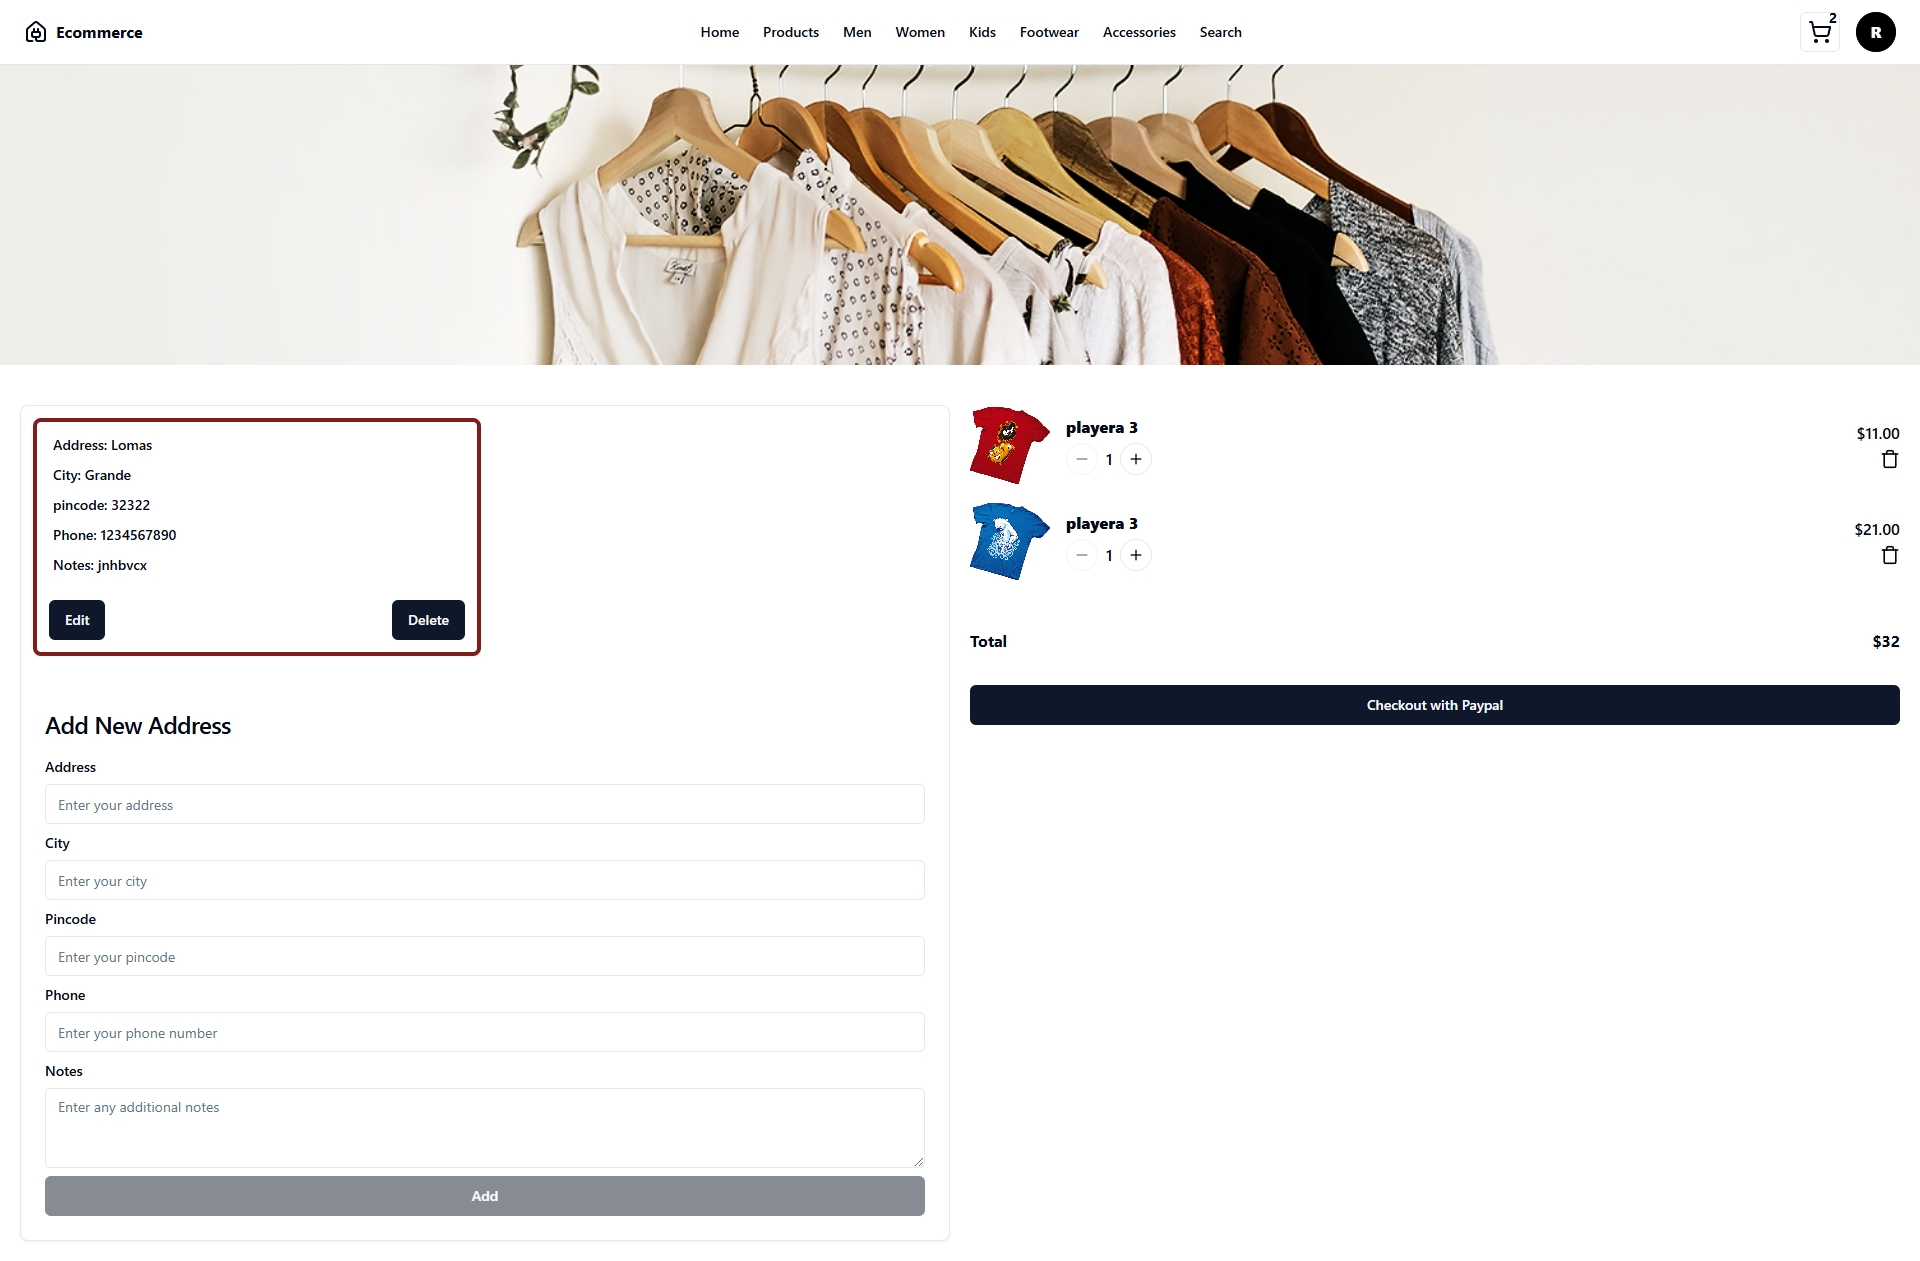 Ecommerce
Home Products Men Women Kids Footwear Accessories Search
2
R
Address: Lomas
City: Grande
pincode: 32322
Phone: 1234567890
Notes: jnhbvcx
Edit Delete
Add New Address
Address
Enter your address
City
Enter your city
Pincode
Enter your pincode
Phone
Enter your phone number
Notes
Enter any additional notes
Add
playera 3
1
$11.00
playera 3
1
$21.00
Total $32
Checkout with Paypal